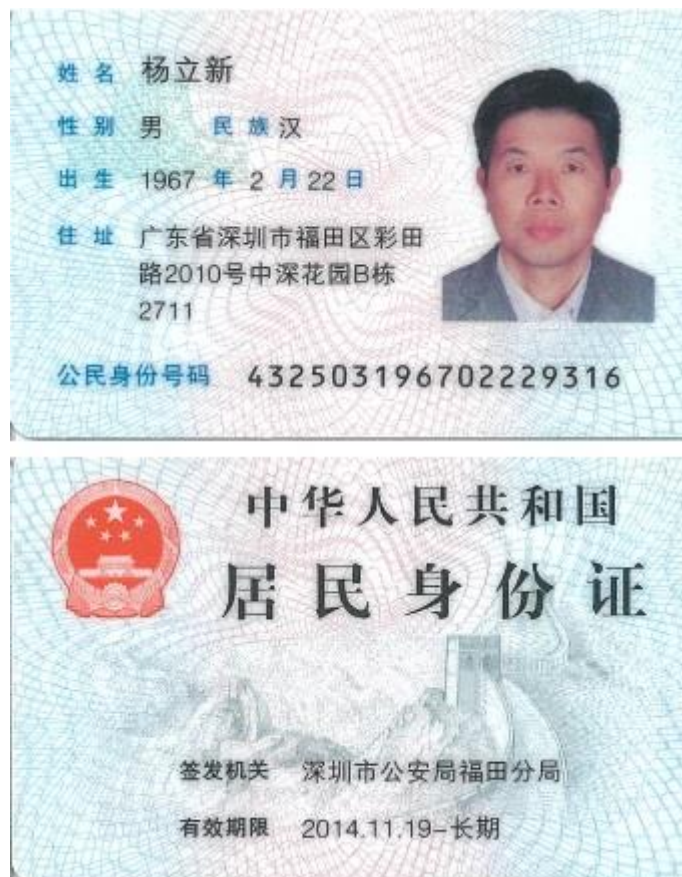 姓名 杨立新
性别 男 民族 汉
出生 1967 年 2 月 22 日
住址 广东省深圳市福田区彩田
路2010号中深花园B栋
2711
公民身份号码 432503196702229316
中华人民共和国
居民身份证
签发机关 深圳市公安局福田分局
有效期限 2014.11.19-长期